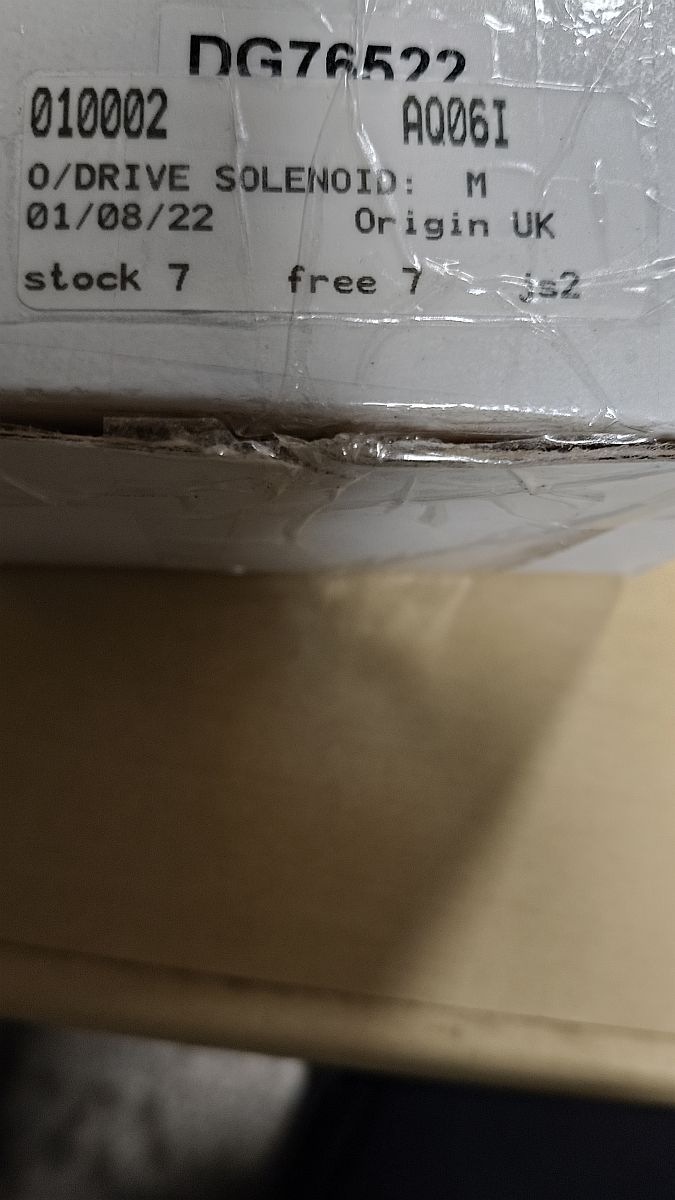 DG76522
010002 AQ06I
O/DRIVE SOLENOID: M
01/08/22 Origin UK
stock 7 free 7 js2